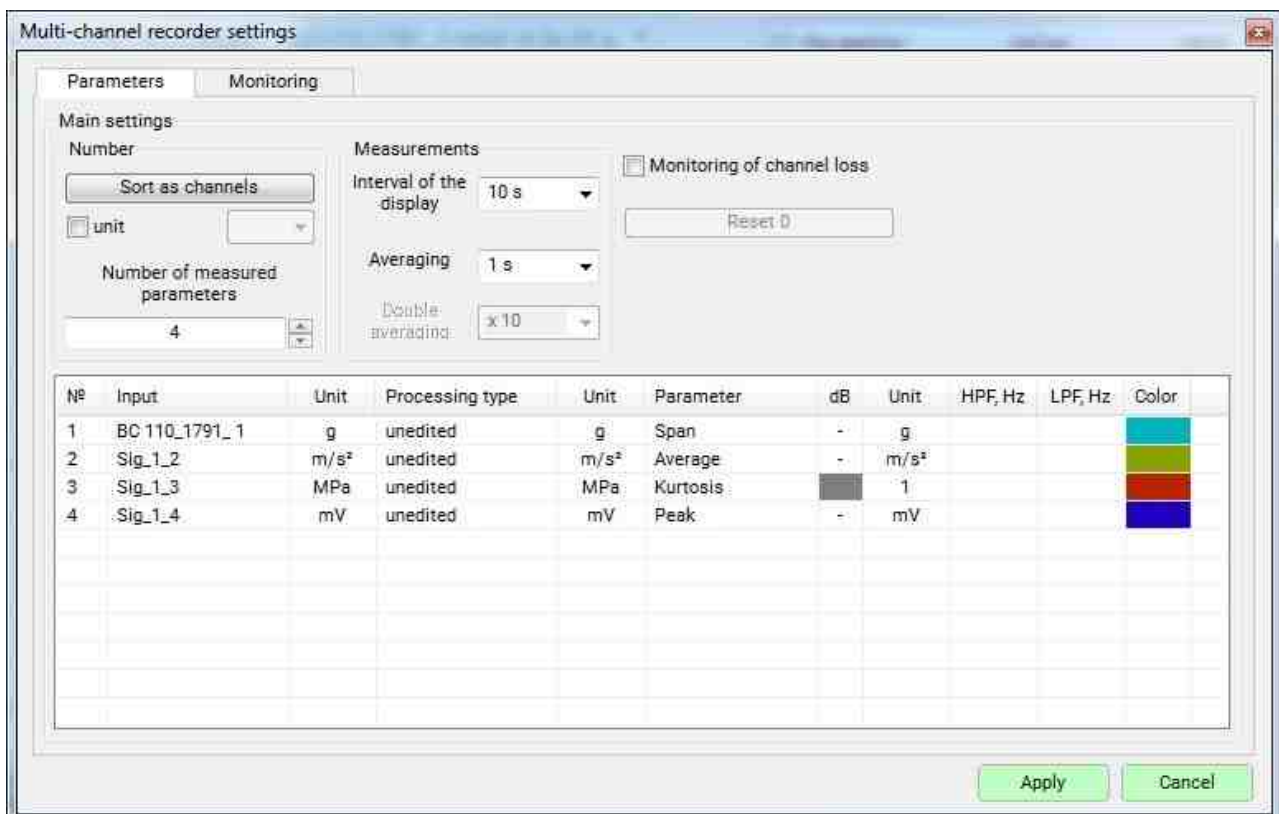 Multi-channel recorder settings
Parameters Monitoring
Main settings
Number Measurements
Sort as channels
Interval of the
display
10 s
Monitoring of channel loss
unit
Reset 0
Number of measured
parameters
Averaging 1 s
4
Double
averaging
x 10
Nº Input Unit Processing type Unit Parameter dB Unit HPF, Hz LPF, Hz Color
1 BC 110_1791_ 1 g unedited g Span - g
2 Sig_1_2 m/s² unedited m/s² Average - m/s²
3 Sig_1_3 MPa unedited MPa Kurtosis 1
4 Sig_1_4 mV unedited mV Peak - mV
Apply Cancel